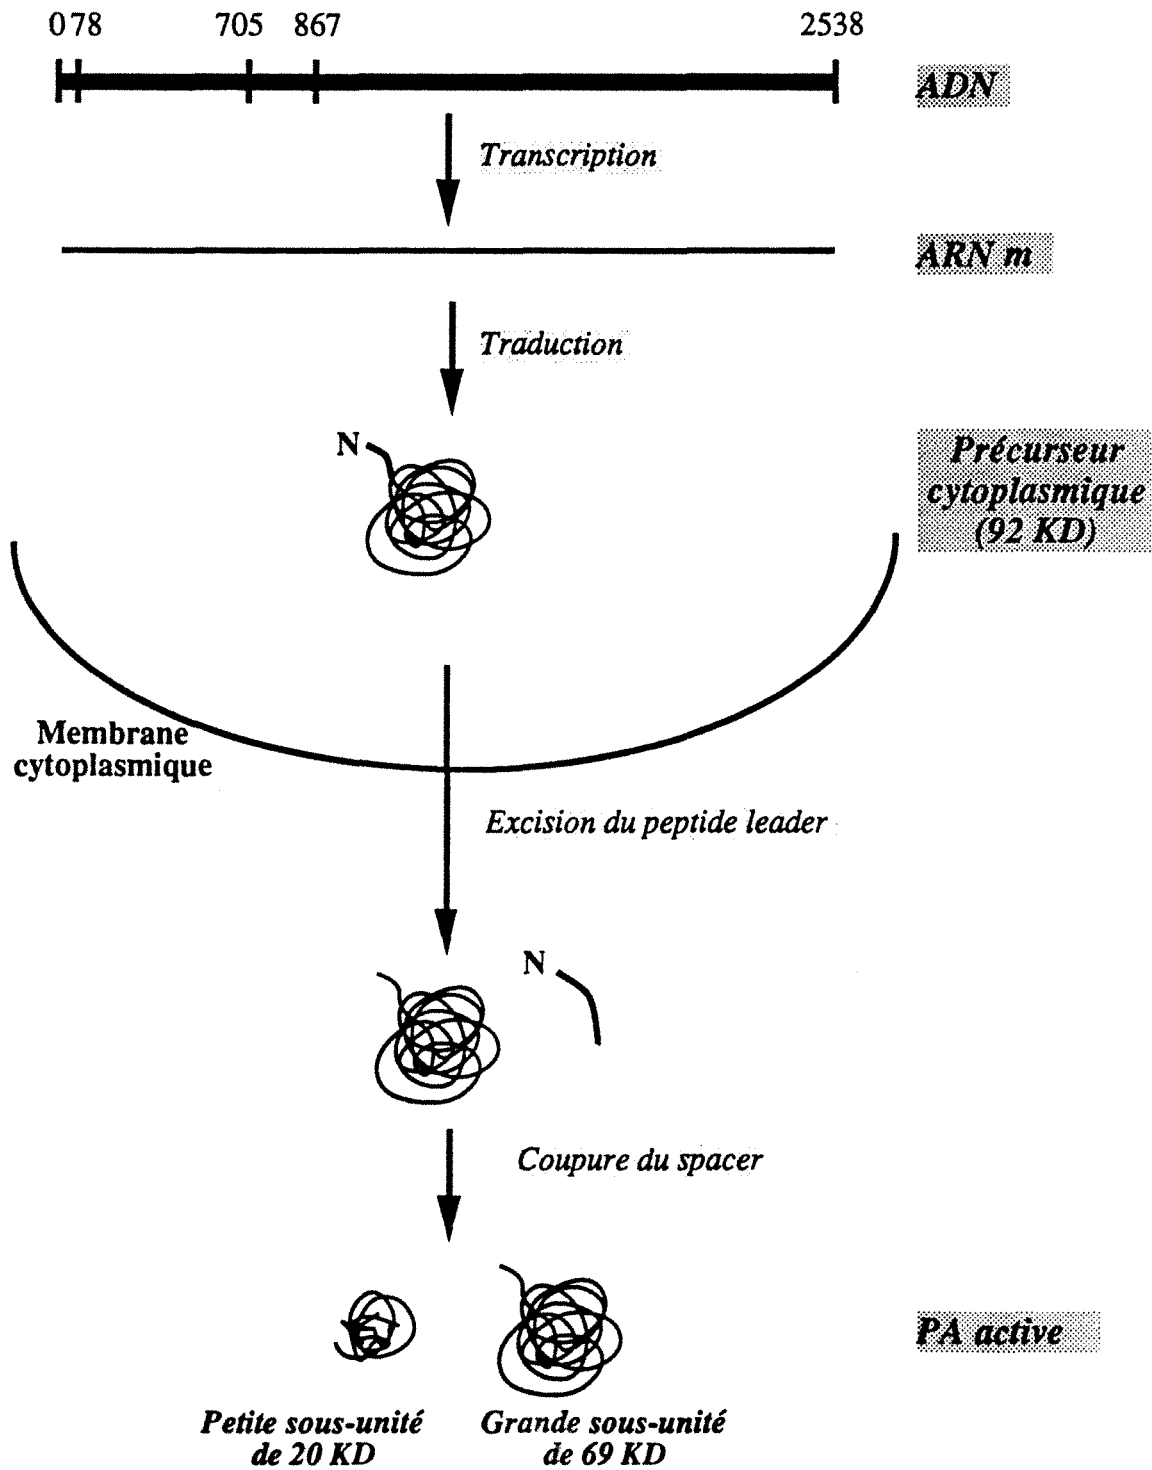 0 78 705 867 2538
ADN
Transcription
ARN m
Traduction
N
Précurseur
cytoplasmique
(92 KD)
Membrane
cytoplasmique
Excision du peptide leader
N
Coupure du spacer
PA active
Petite sous-unité
de 20 KD
Grande sous-unité
de 69 KD